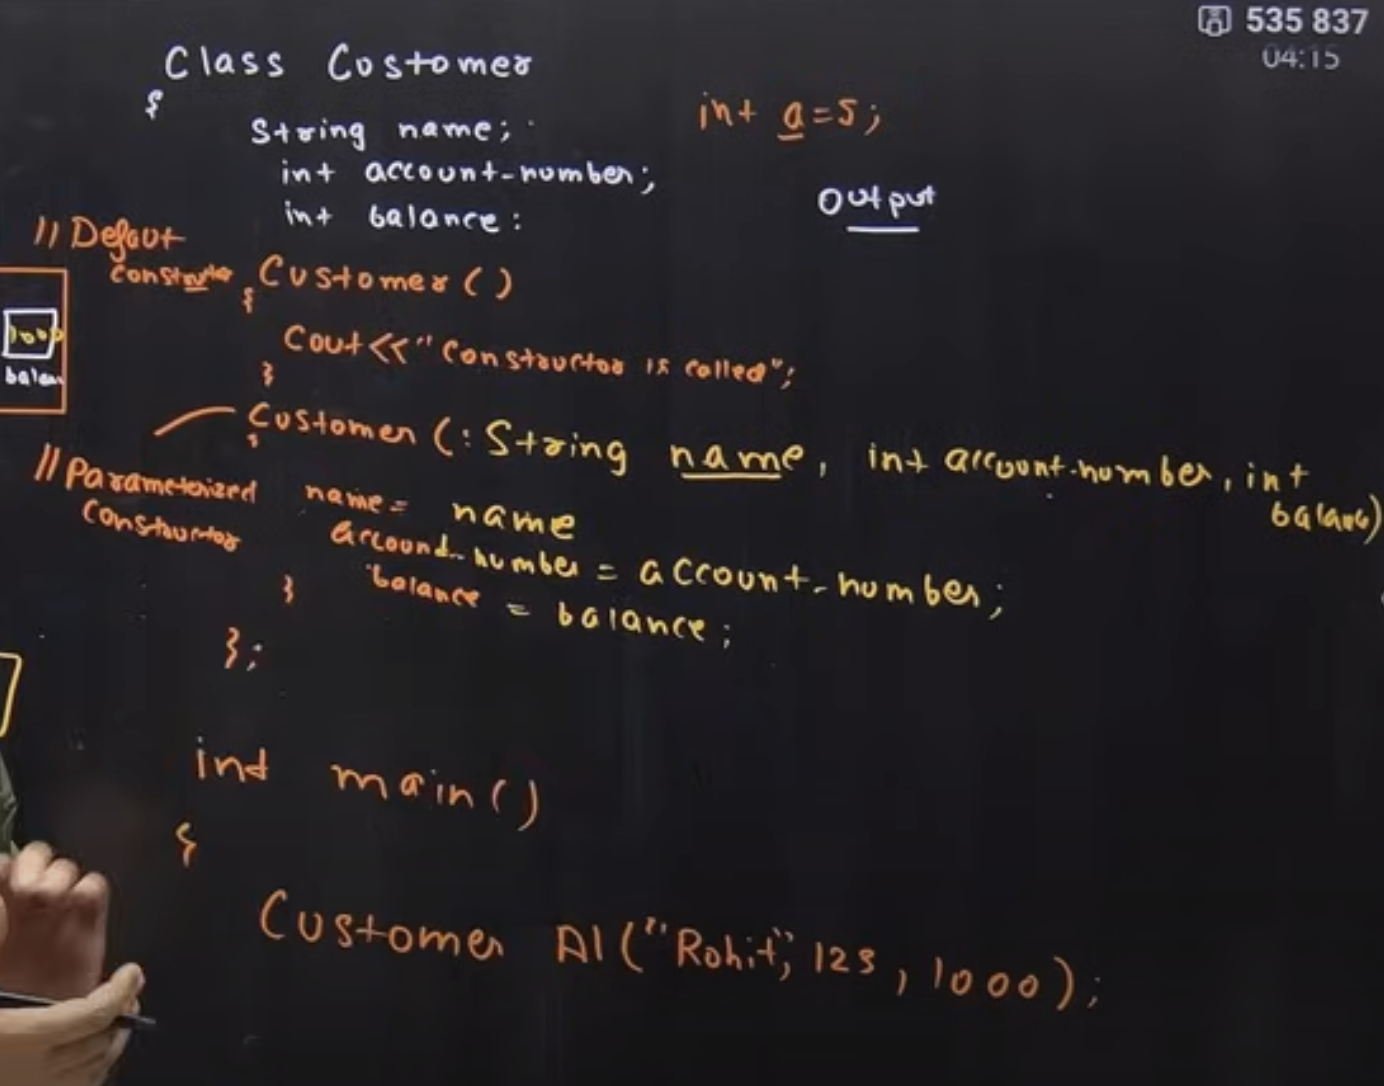 535 837
04:15
Class Customer
{
String name;
int account-number;
int balance:
int a=5;
Output
// Defaut
constructor
Customer()
{
Cout<<"Constructor is called";
}
Customer (: String name, int account-number, int
balance)
{
// Parameterized
Constructor
name = name
account-number = account-number;
balance = balance;
}
};
1000
balan
int main()
{
Customer A1("Rohit", 123, 1000);